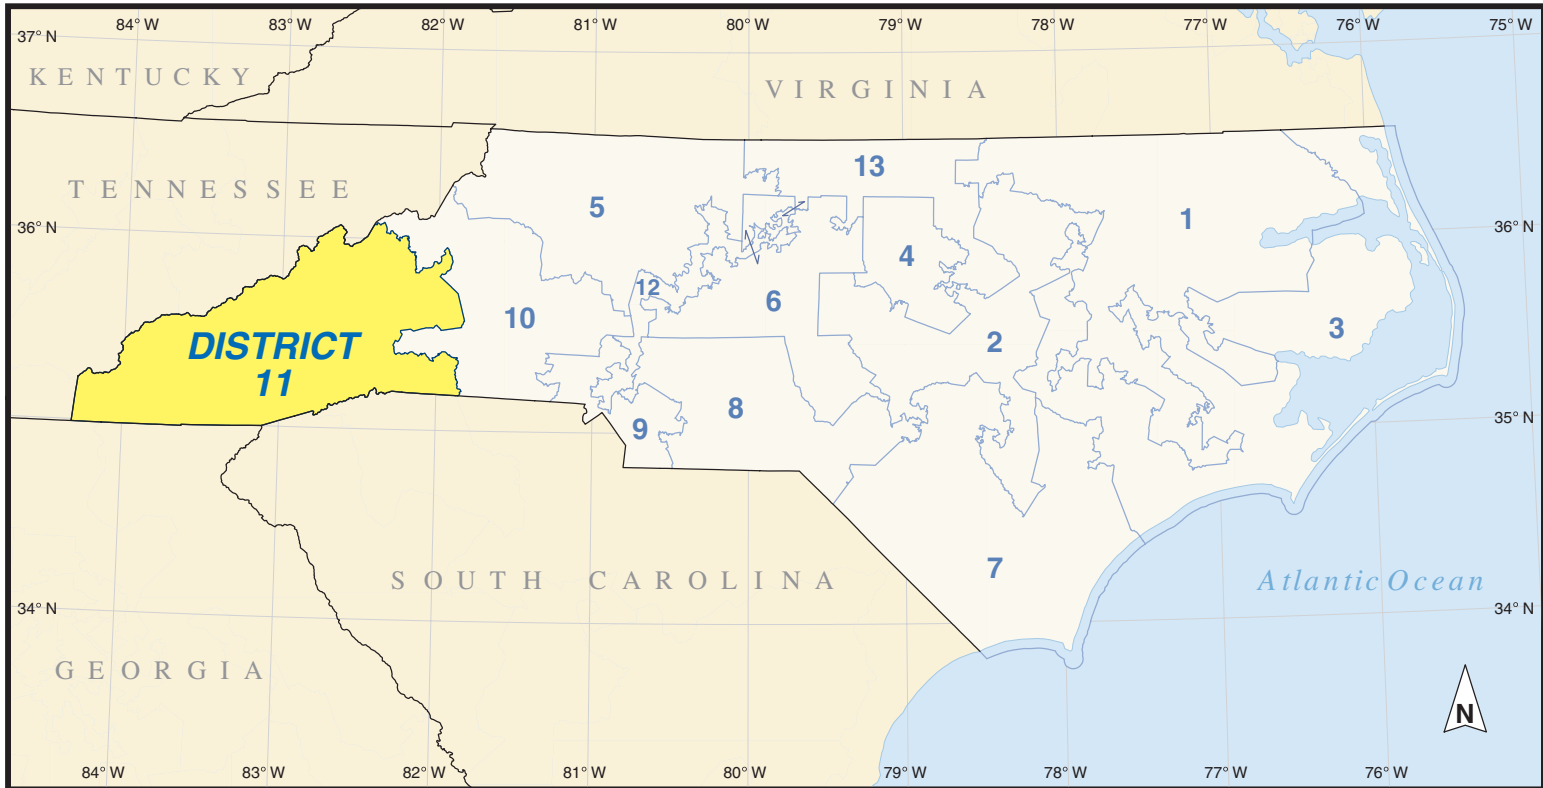 84° W 83° W 82° W 81° W 80° W 79° W 78° W 77° W 76° W 75° W
37° N
KENTUCKY
VIRGINIA
13
TENNESSEE
5
1
36° N
36° N
4
12
6
10
3
DISTRICT
11
2
8
9
35° N
35° N
7
SOUTH CAROLINA
Atlantic Ocean
34° N
34° N
GEORGIA
N
84° W 83° W 82° W 81° W 80° W 79° W 78° W 77° W 76° W